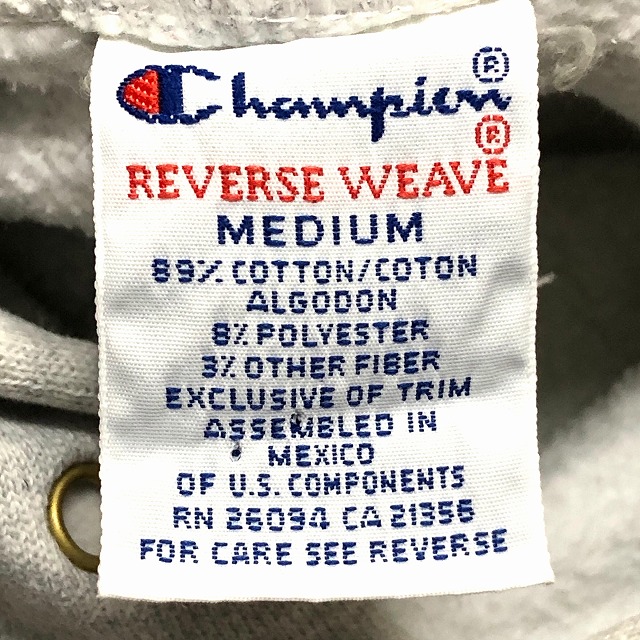 Champion®
®
REVERSE WEAVE
MEDIUM
89% COTTON/COTON
ALGODON
8% POLYESTER
3% OTHER FIBER
EXCLUSIVE OF TRIM
ASSEMBLED IN
MEXICO
OF U.S. COMPONENTS
RN 26094 CA 21356
FOR CARE SEE REVERSE